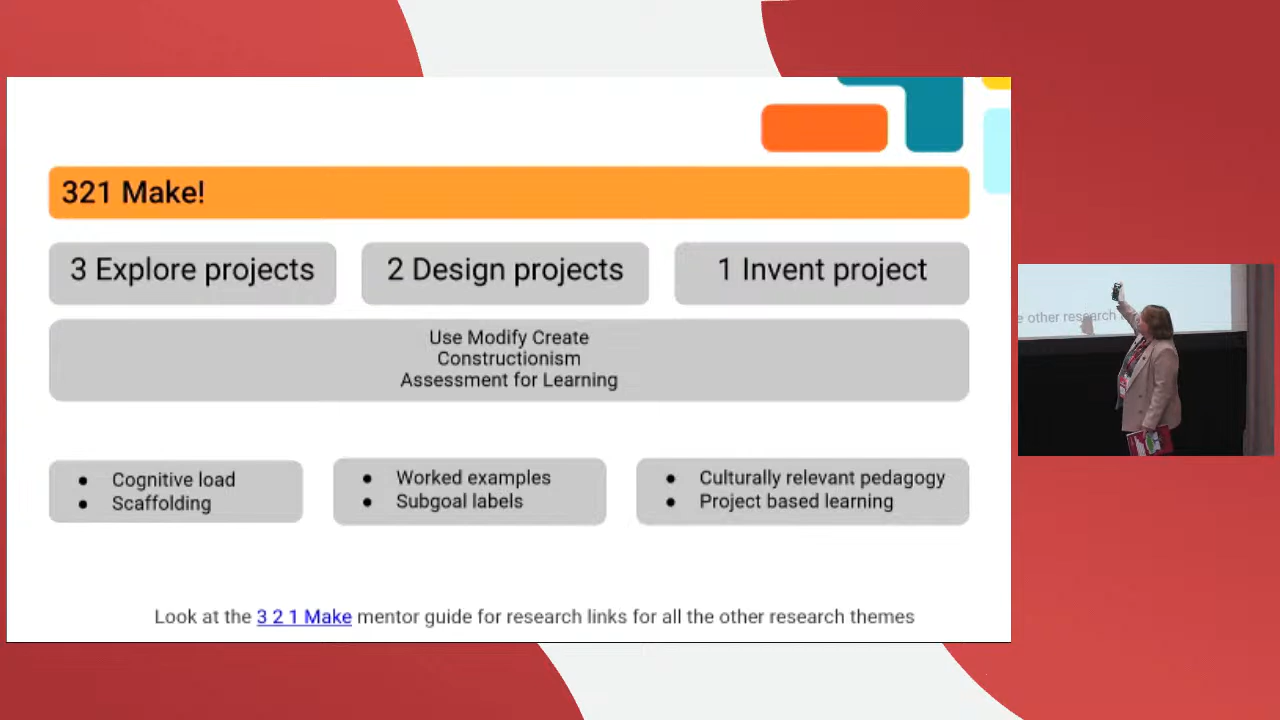 321 Make!
3 Explore projects
2 Design projects
1 Invent project
Use Modify Create
Constructionism
Assessment for Learning
● Cognitive load
● Scaffolding
● Worked examples
● Subgoal labels
● Culturally relevant pedagogy
● Project based learning
Look at the 3 2 1 Make mentor guide for research links for all the other research themes
e other research